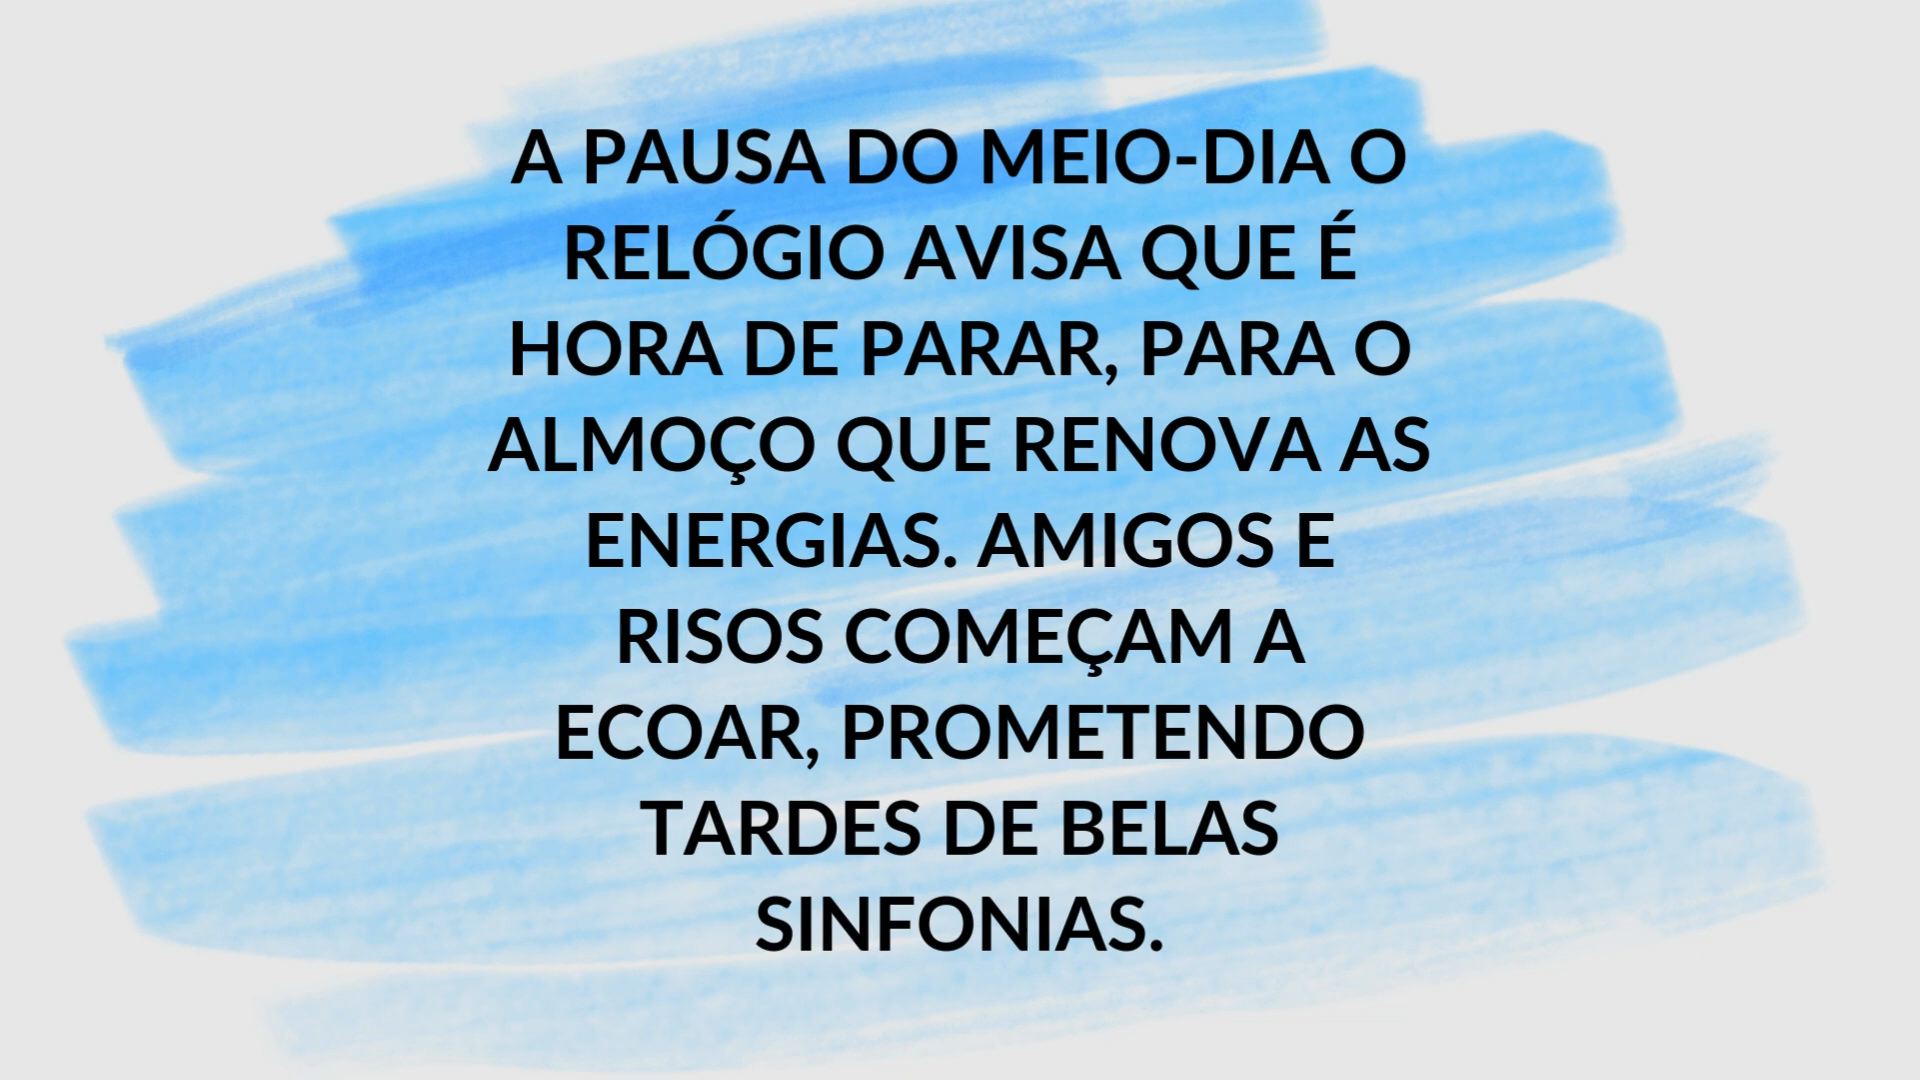 A PAUSA DO MEIO-DIA O
RELÓGIO AVISA QUE É
HORA DE PARAR, PARA O
ALMOÇO QUE RENOVA AS
ENERGIAS. AMIGOS E
RISOS COMEÇAM A
ECOAR, PROMETENDO
TARDES DE BELAS
SINFONIAS.